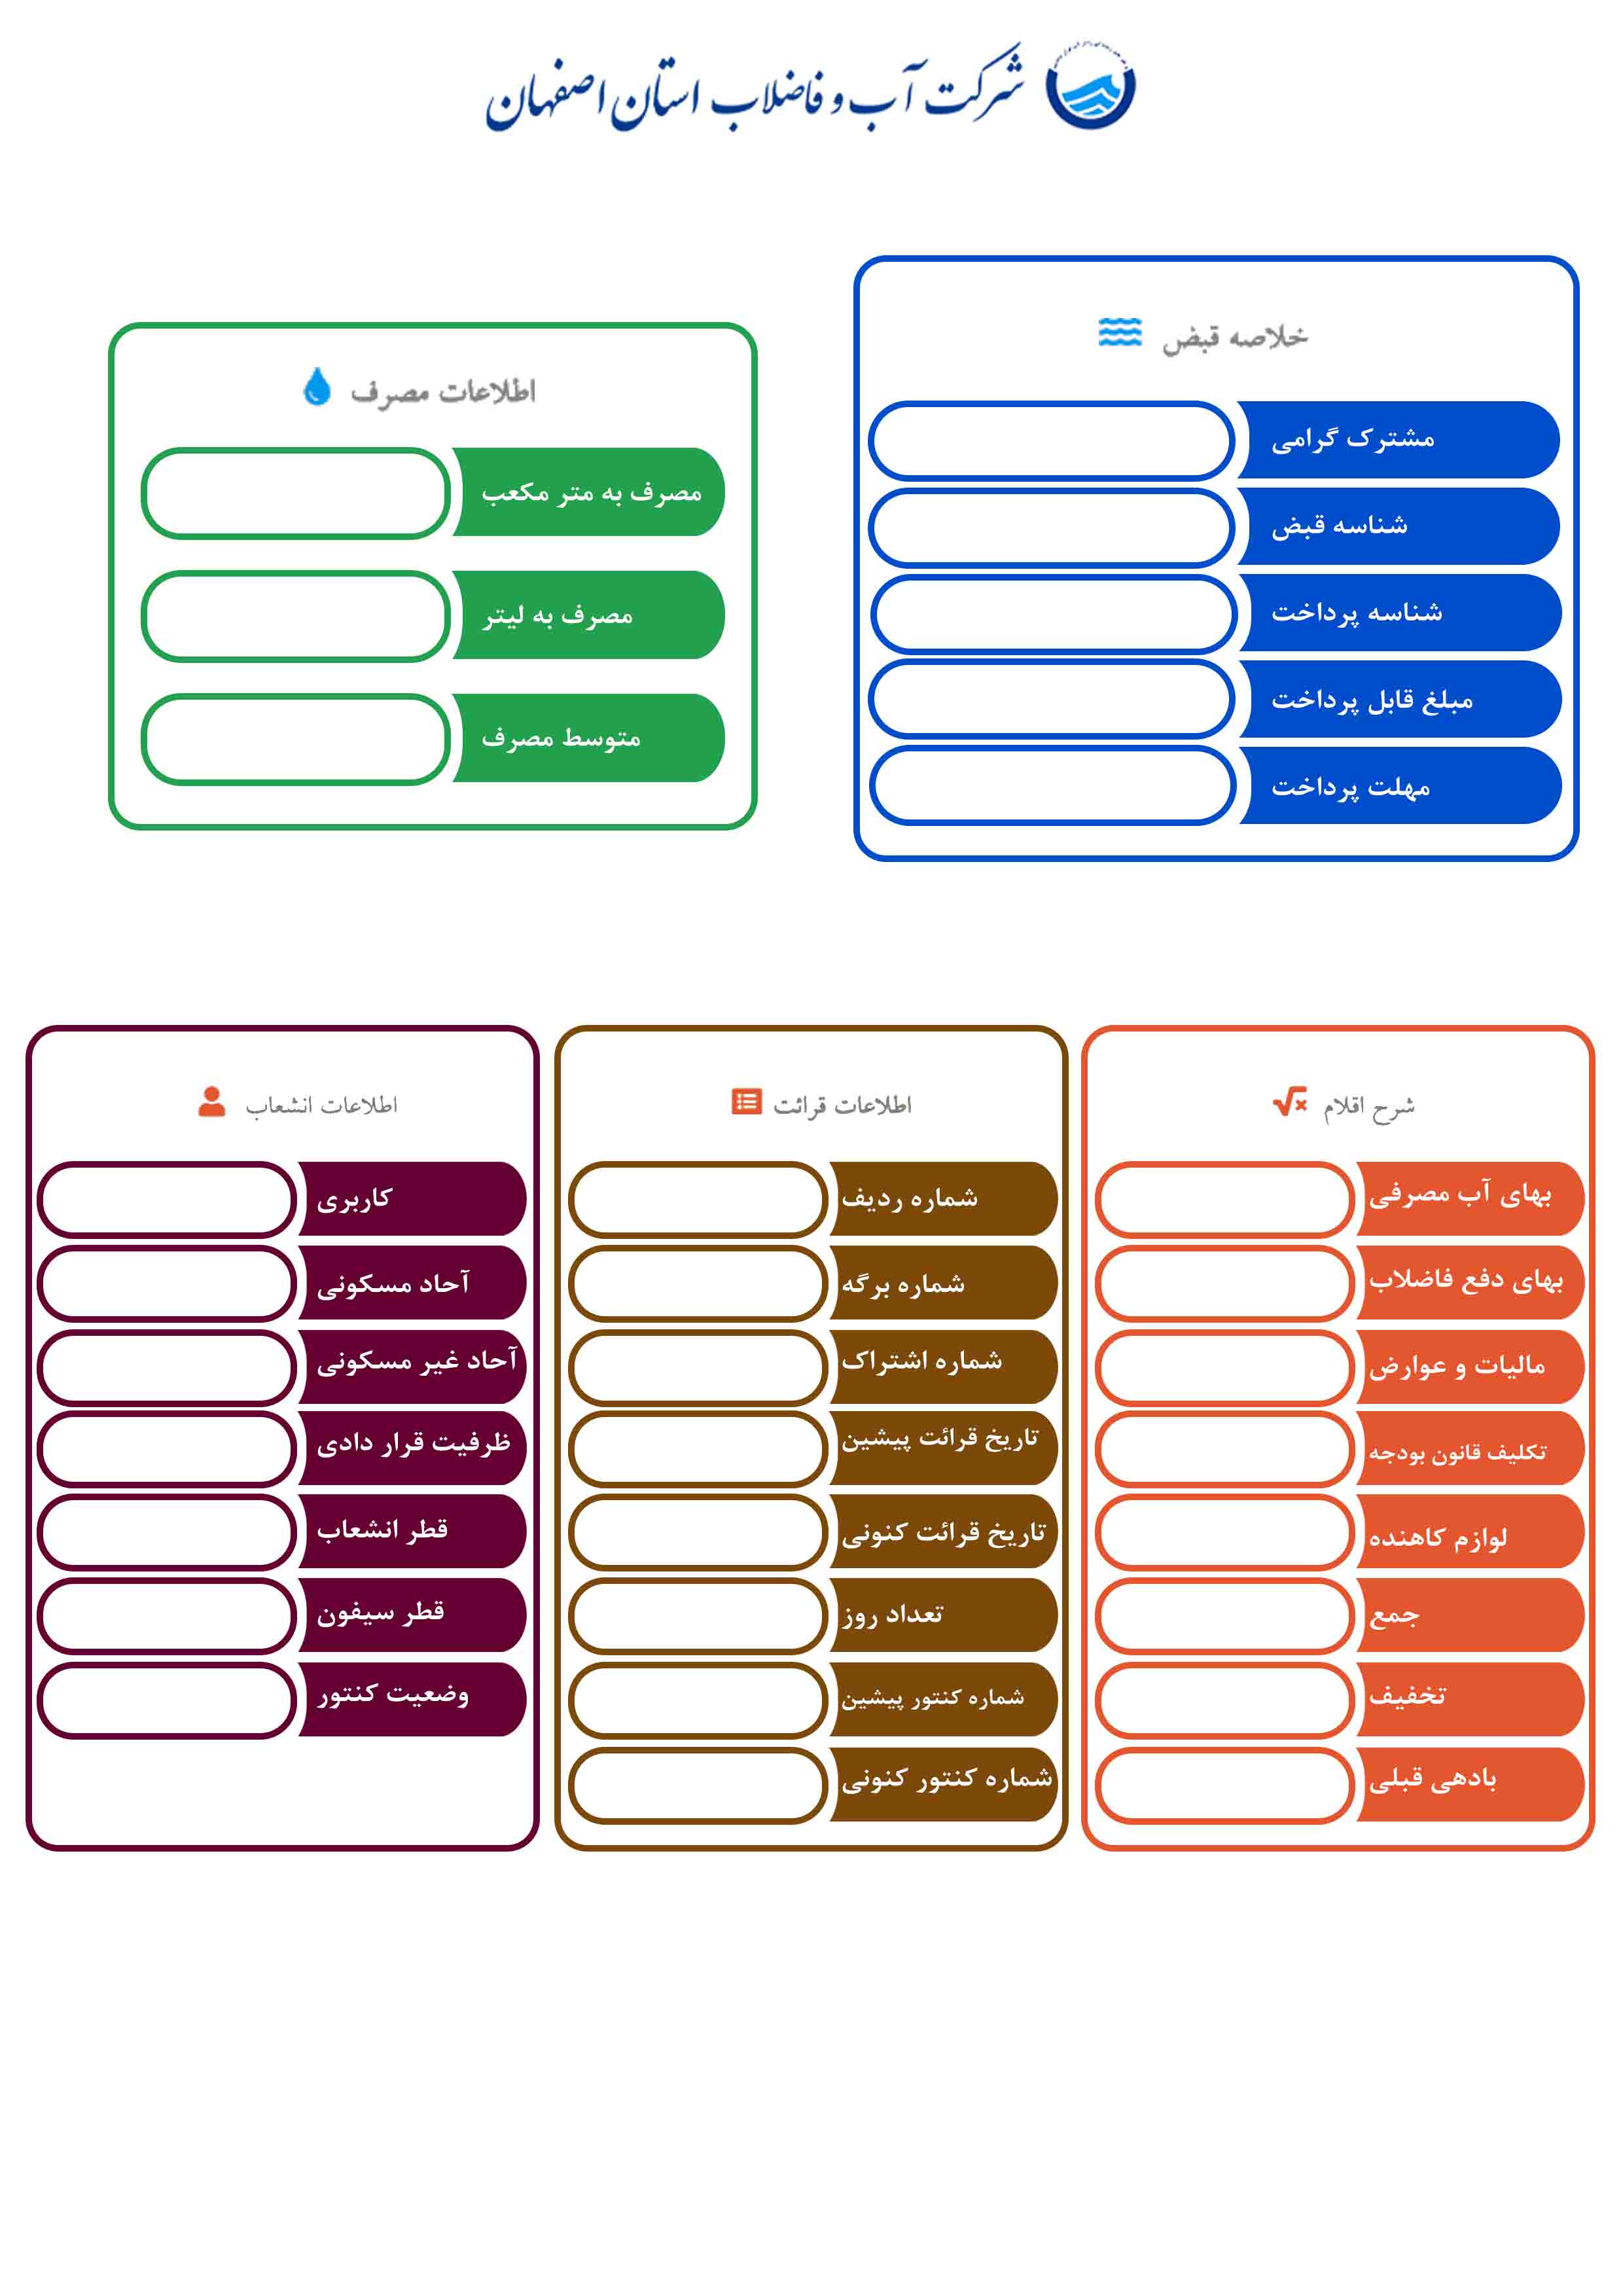 شرکت آب و فاضلاب استان اصفهان
خلاصه قبض
مشترک گرامی
شناسه قبض
شناسه پرداخت
مبلغ قابل پرداخت
مهلت پرداخت
اطلاعات مصرف
مصرف به متر مکعب
مصرف به لیتر
متوسط مصرف
شرح اقلام
بهای آب مصرفی
بهای دفع فاضلاب
مالیات و عوارض
تکلیف قانون بودجه
لوازم کاهنده
جمع
تخفیف
بادهی قبلی
اطلاعات قرائت
شماره ردیف
شماره برگه
شماره اشتراک
تاریخ قرائت پیشین
تاریخ قرائت کنونی
تعداد روز
شماره کنتور پیشین
شماره کنتور کنونی
اطلاعات انشعاب
کاربری
آحاد مسکونی
آحاد غیر مسکونی
ظرفیت قرار دادی
قطر انشعاب
قطر سیفون
وضعیت کنتور